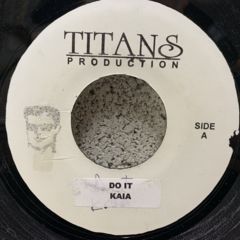 TITANS
PRODUCTION
SIDE
A
DO IT
KAIA